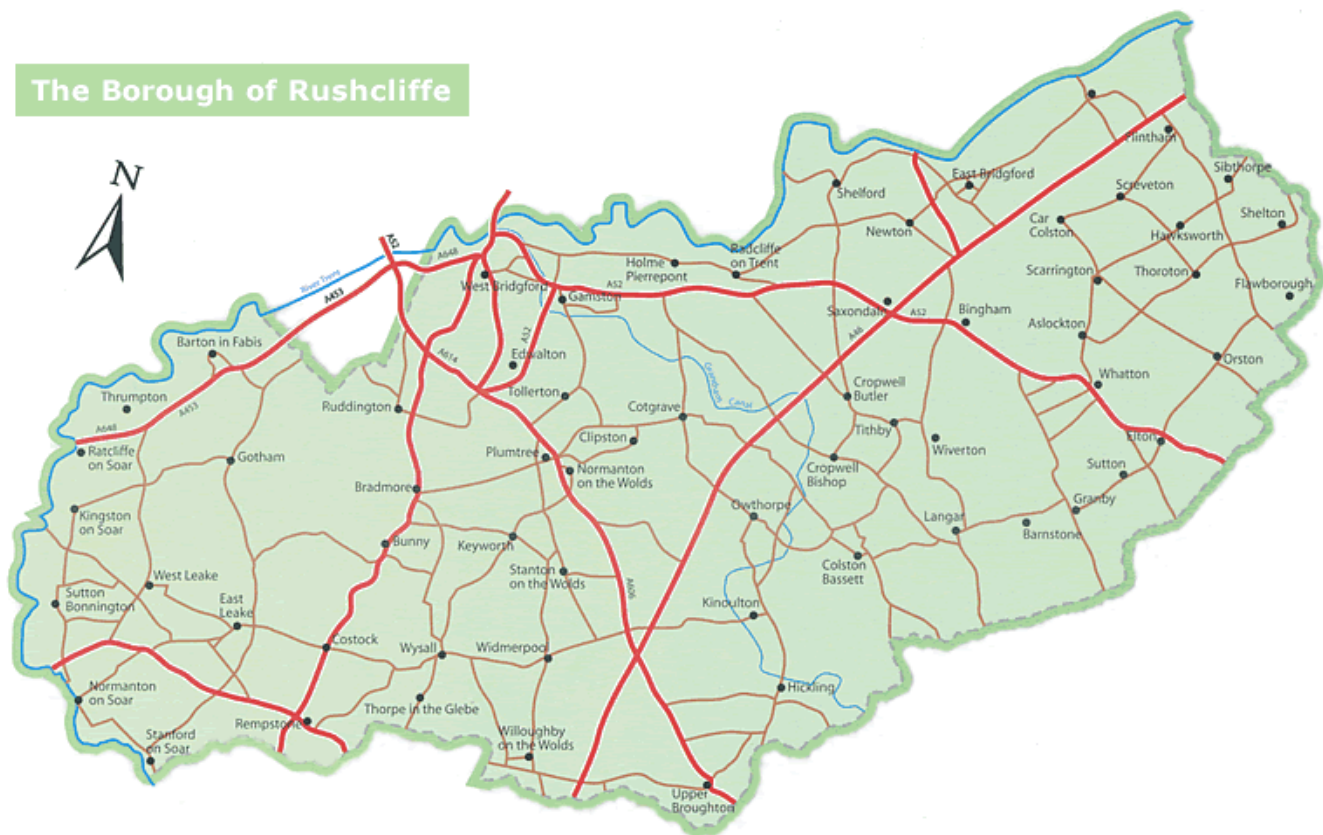 The Borough of Rushcliffe
N
Flintham
Sibthorpe
East Bridgford
Screveton
Shelford
Shelton
Car
Colston
Newton
Hawksworth
A52
A648
Radcliffe
on Trent
Holme
Pierrepont
Scarrington
Thoroton
River Trent
A453
West Bridgford
A52
Gamston
Flawborough
Saxondale
A52
Bingham
Aslockton
A46
A52
Barton in Fabis
A614
Edwalton
Orston
Grantham
Canal
Whatton
Thrumpton
A453
Tollerton
Cropwell
Butler
Ruddington
Cotgrave
A648
Tithby
Clipston
Elton
Ratcliffe
on Soar
Gotham
Plumtree
Wiverton
Normanton
on the Wolds
Cropwell
Bishop
Sutton
Bradmore
Owthorpe
Granby
Kingston
on Soar
Langar
Barnstone
Bunny
Keyworth
Colston
Bassett
Stanton
on the Wolds
West Leake
A606
Sutton
Bonnington
East
Leake
Kinoulton
Costock
Wysall
Widmerpool
Normanton
on Soar
Hickling
Thorpe in the Glebe
Rempstone
Stanford
on Soar
Willoughby
on the Wolds
Upper
Broughton